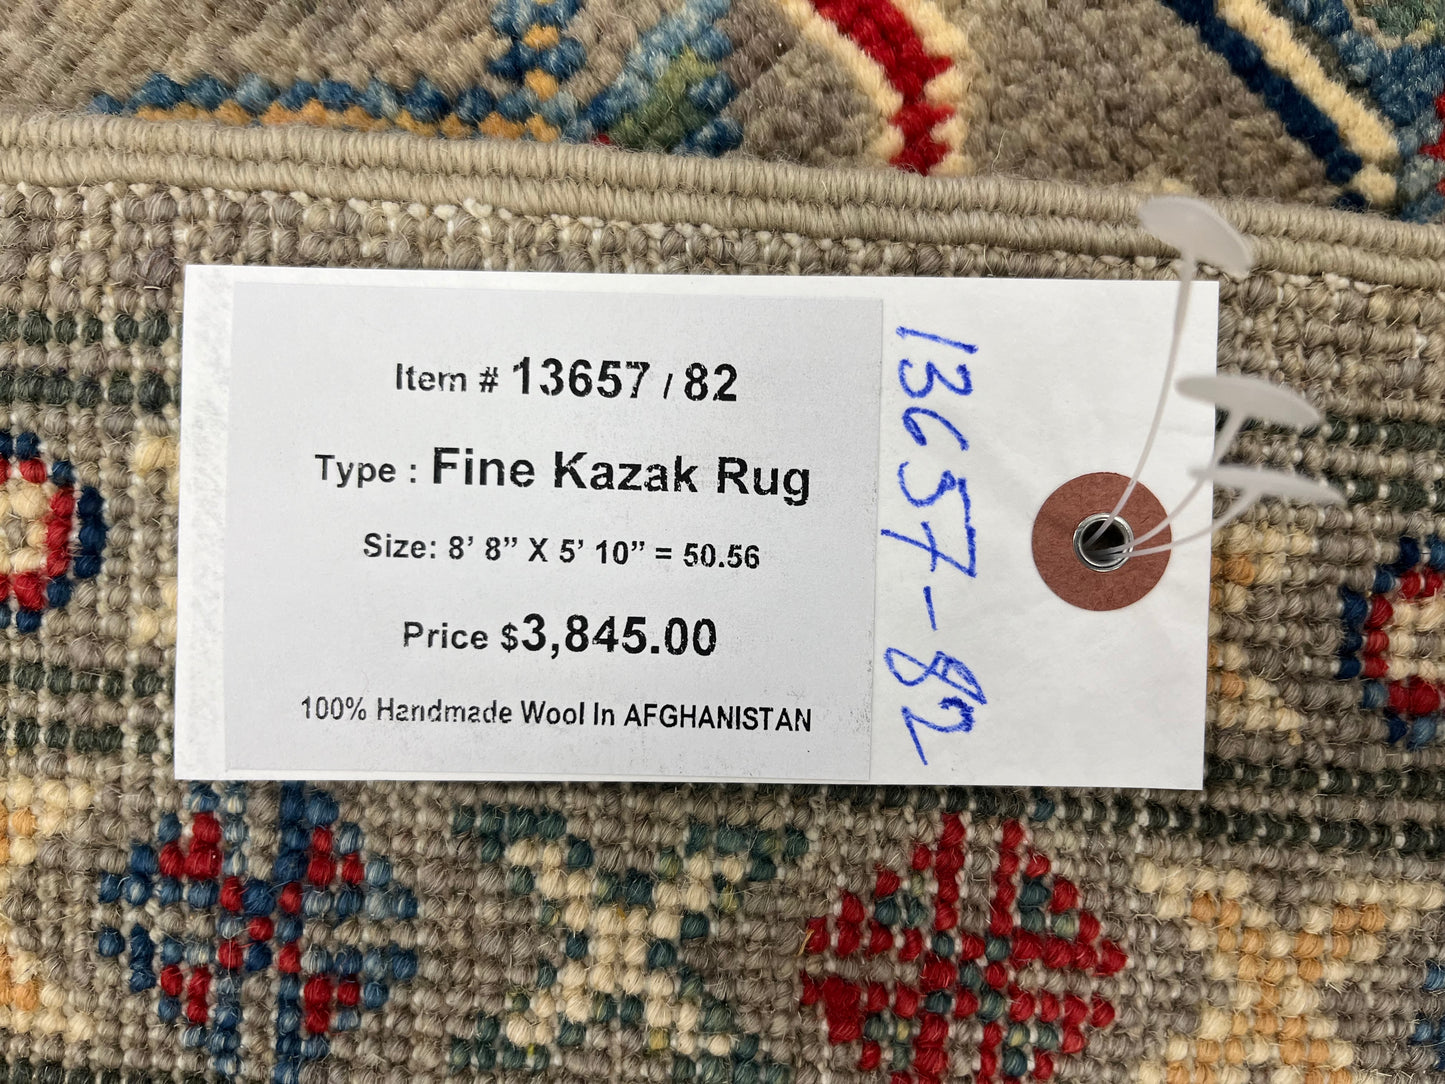 Item # 13657 / 82
Type : Fine Kazak Rug
Size: 8’ 8” X 5’ 10” = 50.56
Price $3,845.00
100% Handmade Wool In AFGHANISTAN
13657-82